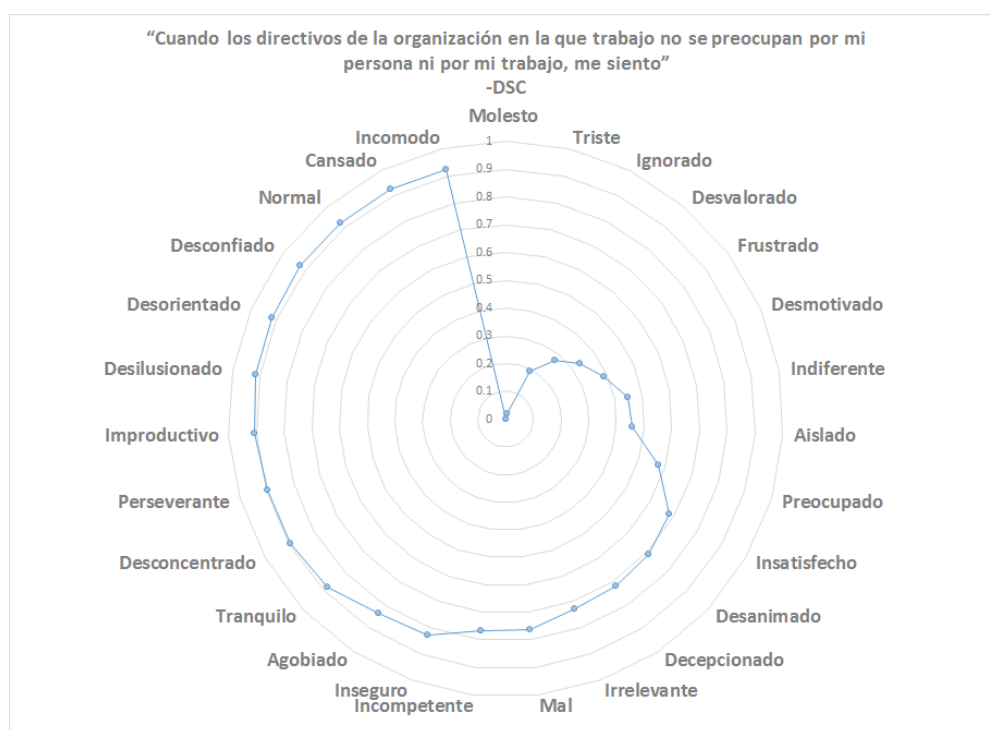 “Cuando los directivos de la organización en la que trabajo no se preocupan por mi
persona ni por mi trabajo, me siento”
-DSC
Molesto
Triste
Ignorado
Desvalorado
Frustrado
Desmotivado
Indiferente
Aislado
Preocupado
Insatisfecho
Desanimado
Decepcionado
Irrelevante
Mal
Incompetente
Inseguro
Agobiado
Tranquilo
Desconcentrado
Perseverante
Improductivo
Desilusionado
Desorientado
Desconfiado
Normal
Cansado
Incomodo
1
0.9
0.8
0.7
0.6
0.5
0.4
0.3
0.2
0.1
0